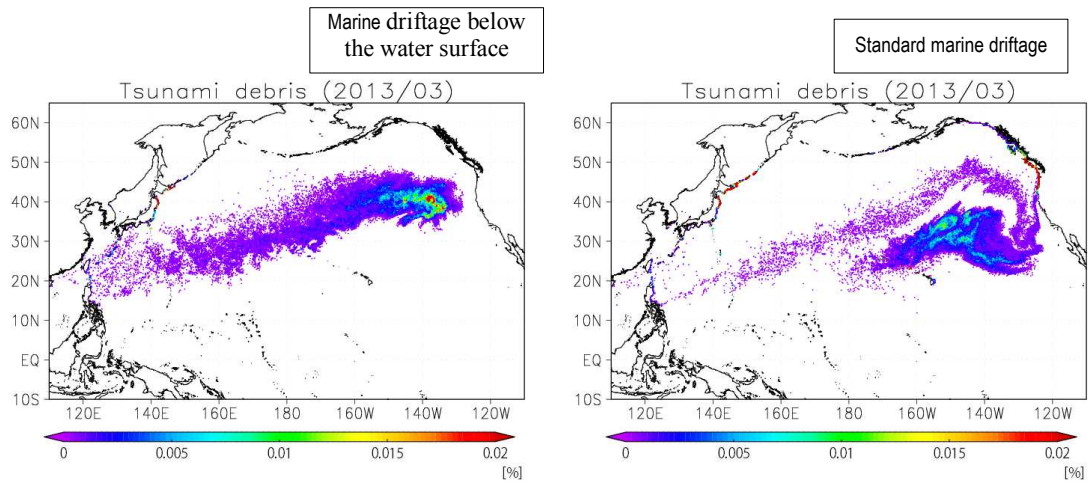 Marine driftage below
the water surface
Standard marine driftage
Tsunami debris (2013/03)
60N
50N
40N
30N
20N
10N
EQ
10S
120E 140E 160E 180 160W 140W 120W
0 0.005 0.01 0.015 0.02
[%]
Tsunami debris (2013/03)
60N
50N
40N
30N
20N
10N
EQ
10S
120E 140E 160E 180 160W 140W 120W
0 0.005 0.01 0.015 0.02
[%]